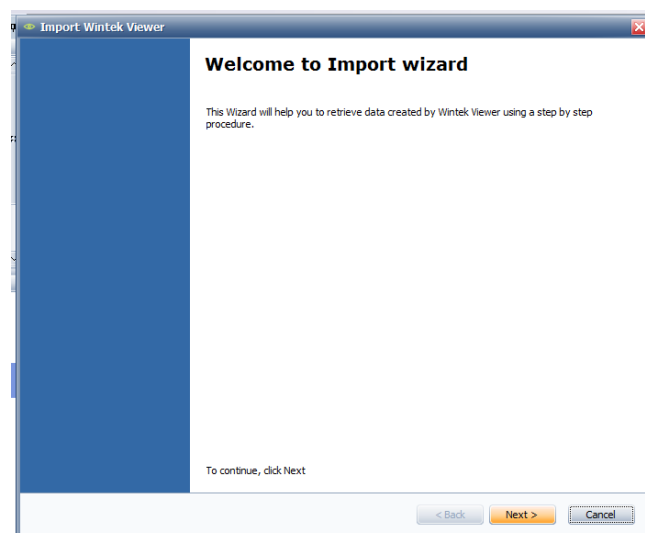 Import Wintek Viewer
Welcome to Import wizard
This Wizard will help you to retrieve data created by Wintek Viewer using a step by step
procedure.
To continue, click Next
< Back
Next >
Cancel